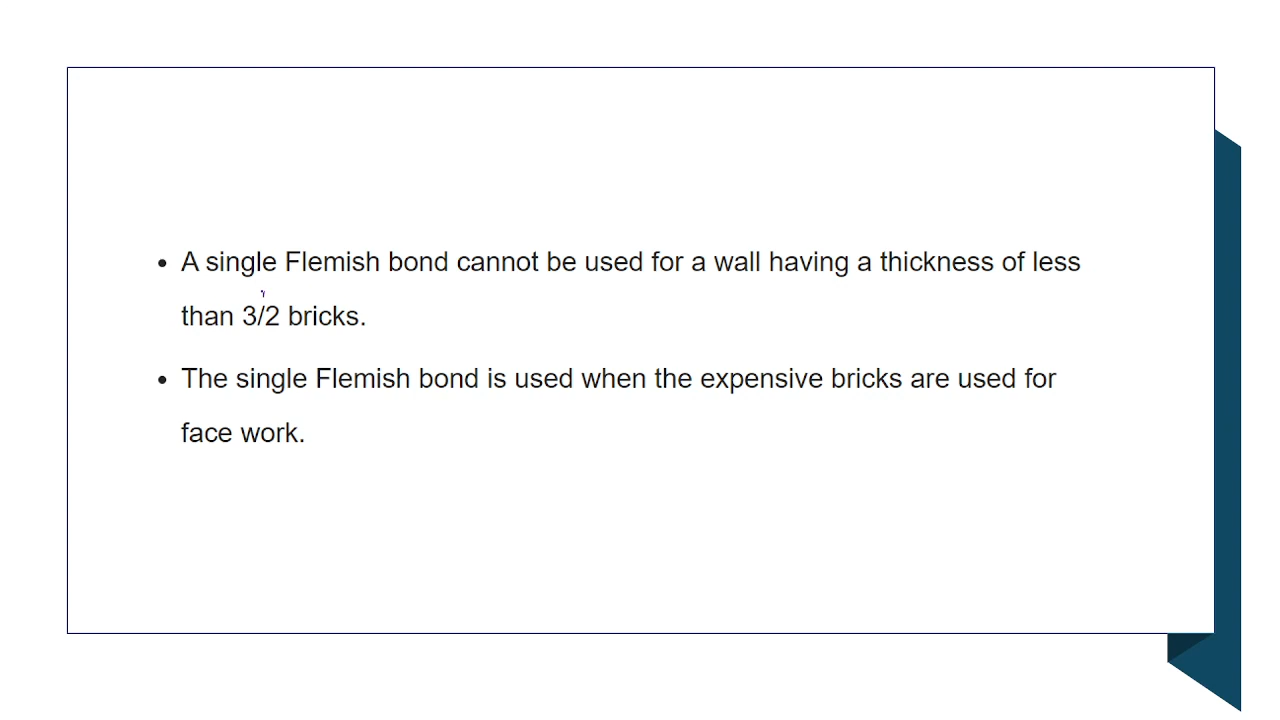 • A single Flemish bond cannot be used for a wall having a thickness of less
than 3/2 bricks.
• The single Flemish bond is used when the expensive bricks are used for
face work.